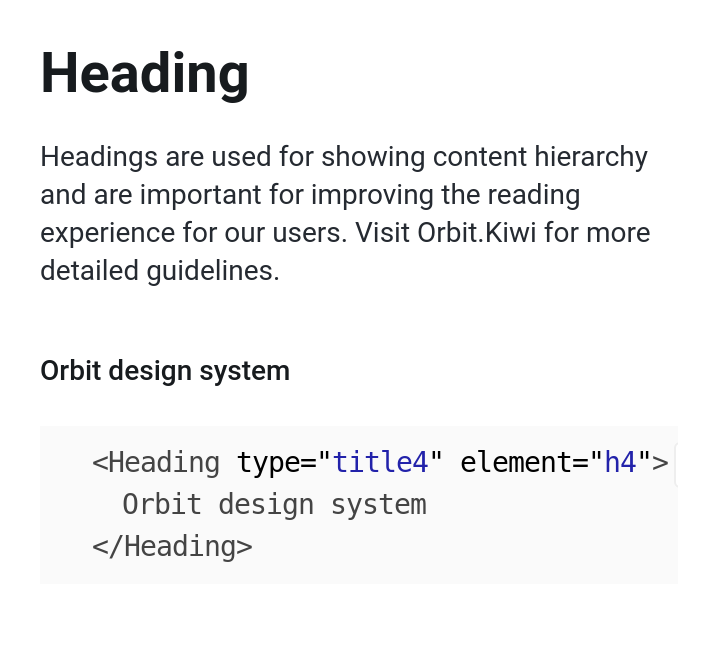 Heading
Headings are used for showing content hierarchy
and are important for improving the reading
experience for our users. Visit Orbit.Kiwi for more
detailed guidelines.
Orbit design system
<Heading type="title4" element="h4">
Orbit design system
</Heading>